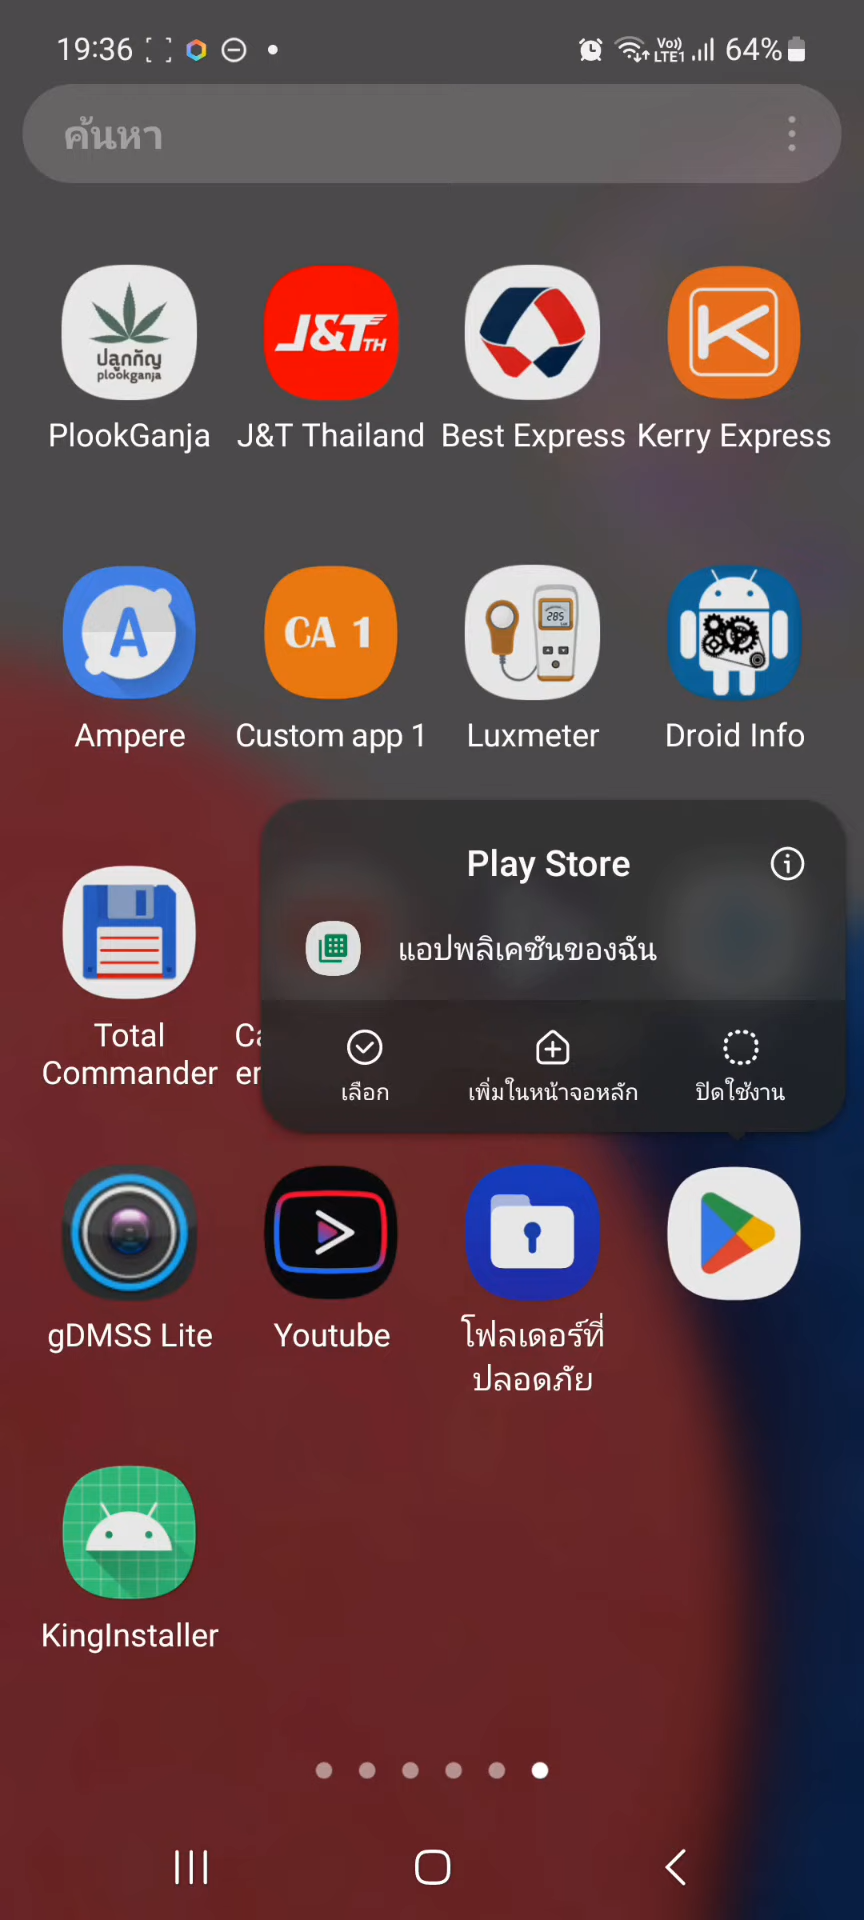 19:36
Vo)) LTE1 64%
ค้นหา
ปลูกกัญ
plookganja
J&T TH
K
PlookGanja J&T Thailand Best Express Kerry Express
A
CA 1
285
Ampere Custom app 1 Luxmeter Droid Info
Play Store
แอปพลิเคชันของฉัน
Total
Commander
เลือก เพิ่มในหน้าจอหลัก ปิดใช้งาน
gDMSS Lite Youtube โฟลเดอร์ที่
ปลอดภัย
KingInstaller